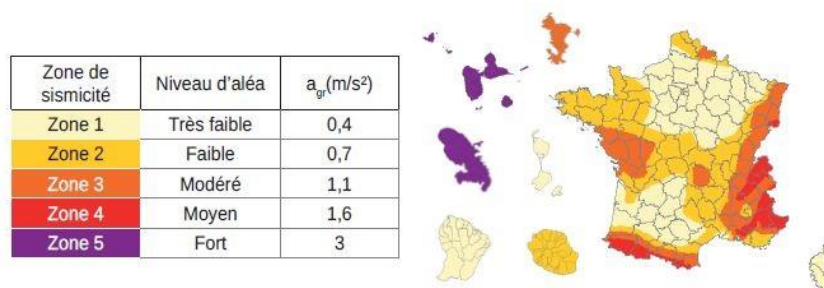 Zone de sismicité Niveau d'aléa a_gr(m/s²)
Zone 1 Très faible 0,4
Zone 2 Faible 0,7
Zone 3 Modéré 1,1
Zone 4 Moyen 1,6
Zone 5 Fort 3